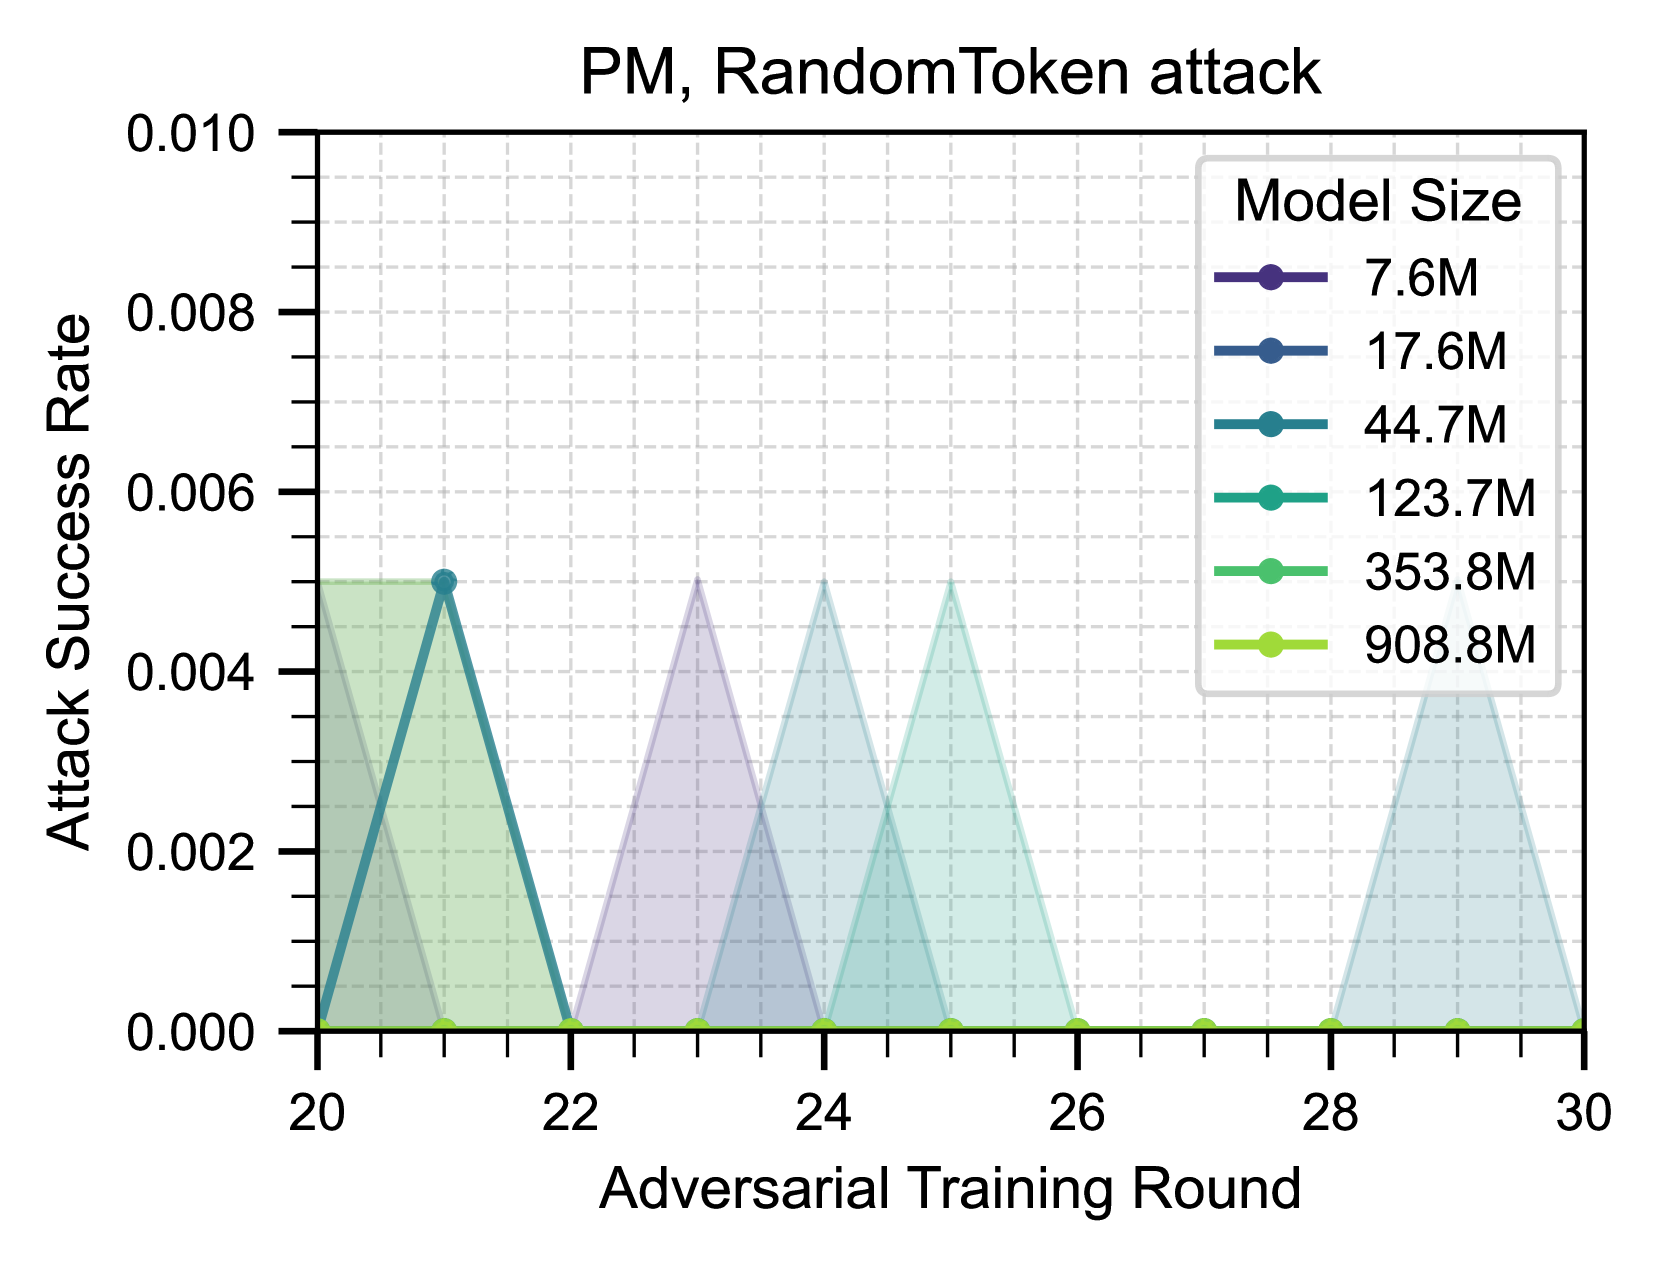 PM, RandomToken attack
Attack Success Rate
0.010
0.008
0.006
0.004
0.002
0.000
Model Size
7.6M
17.6M
44.7M
123.7M
353.8M
908.8M
20 22 24 26 28 30
Adversarial Training Round